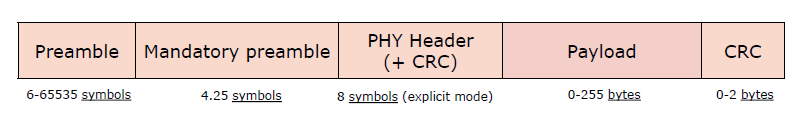 Preamble
Mandatory preamble
PHY Header
(+ CRC)
Payload
CRC
6-65535 symbols
4.25 symbols
8 symbols (explicit mode)
0-255 bytes
0-2 bytes